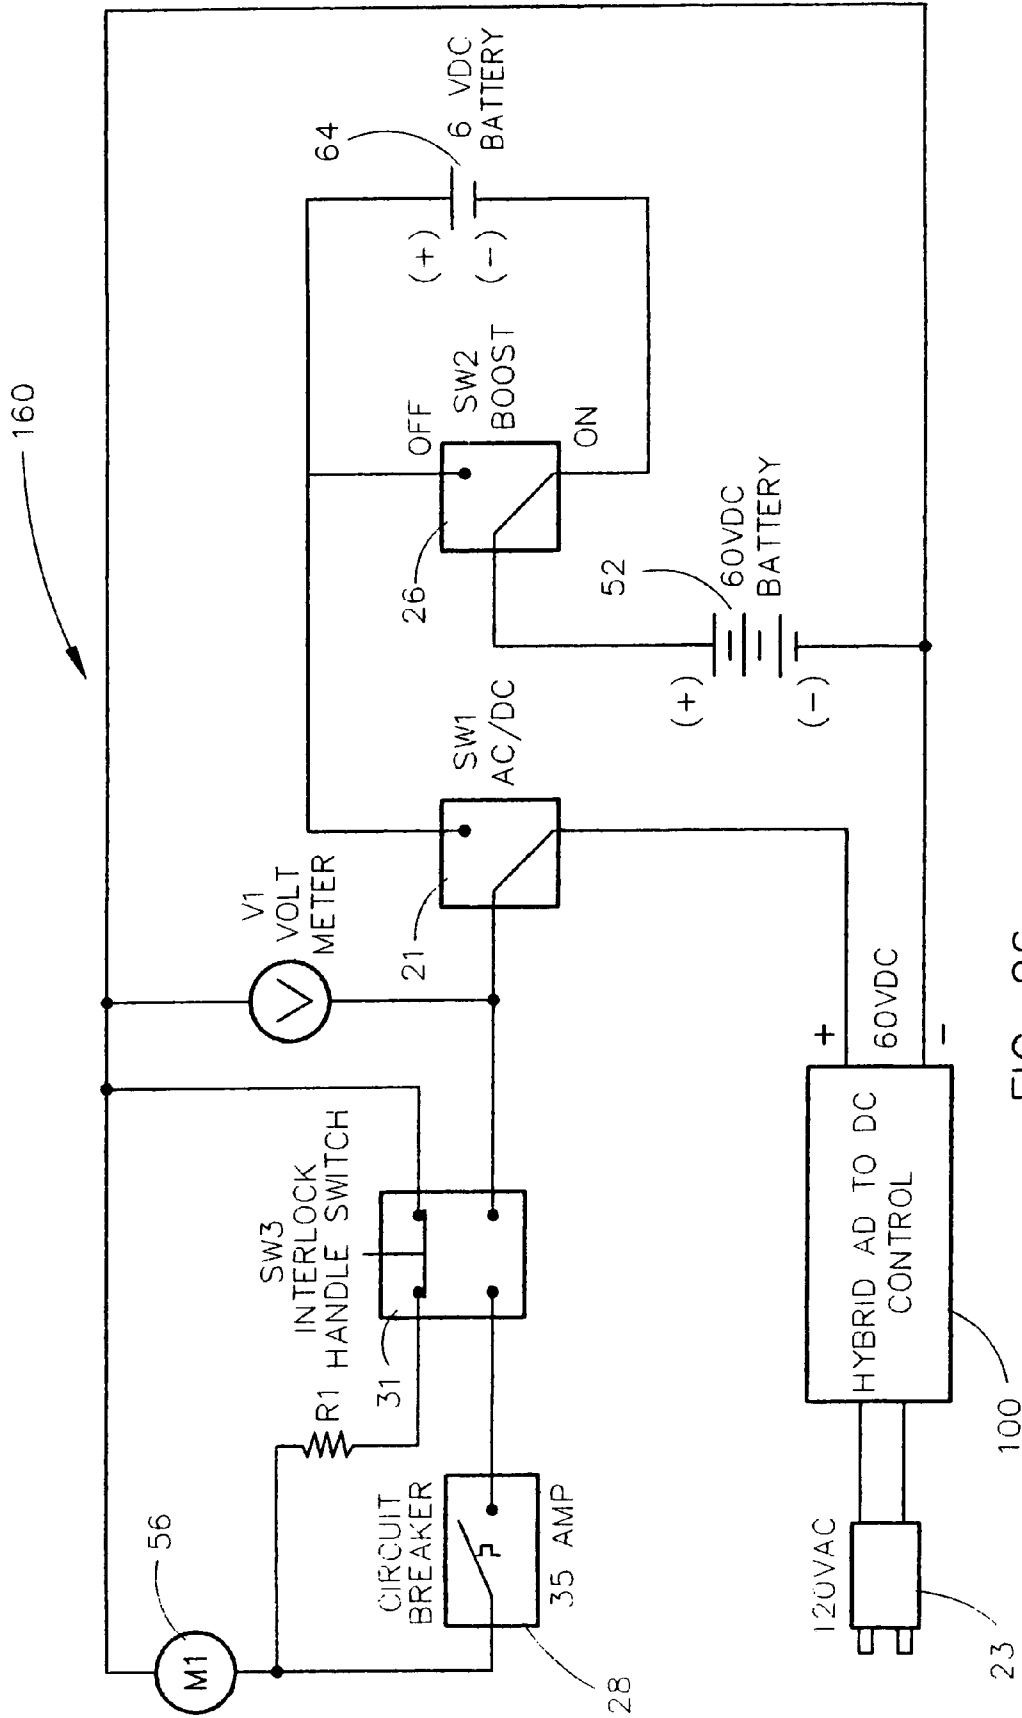 160
M1
56
R1
SW3
INTERLOCK
HANDLE SWITCH
31
CIRCUIT
BREAKER
35 AMP
28
V1
VOLT
METER
SW1
AC/DC
21
OFF
SW2
BOOST
ON
26
64
6 VDC
BATTERY
(+)
(-)
52
60VDC
BATTERY
(+)
(-)
120VAC
23
HYBRID AD TO DC
CONTROL
100
+
60VDC
-